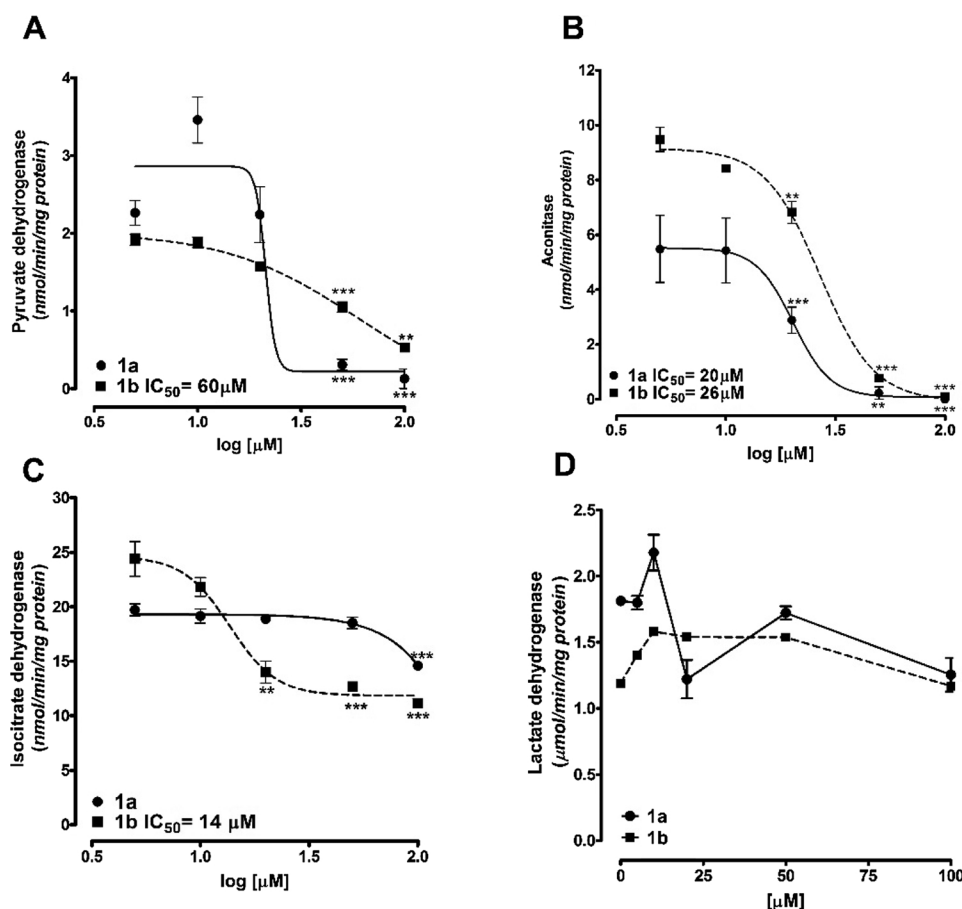 A
Pyruvate dehydrogenase
(nmol/min/mg protein)
4
3
2
1
0
***
**
***
***
1a
1b IC50= 60μM
0.5
1.0
1.5
2.0
log [μM]
B
Aconitase
(nmol/min/mg protein)
12
10
8
6
4
2
0
**
***
***
***
**
***
1a IC50= 20μM
1b IC50= 26μM
0.5
1.0
1.5
2.0
log [μM]
C
Isocitrate dehydrogenase
(nmol/min/mg protein)
30
25
20
15
10
5
0
***
**
***
***
1a
1b IC50= 14 μM
0.5
1.0
1.5
2.0
log [μM]
D
Lactate dehydrogenase
(μmol/min/mg protein)
2.5
2.0
1.5
1.0
0.5
0.0
1a
1b
0
25
50
75
100
[μM]